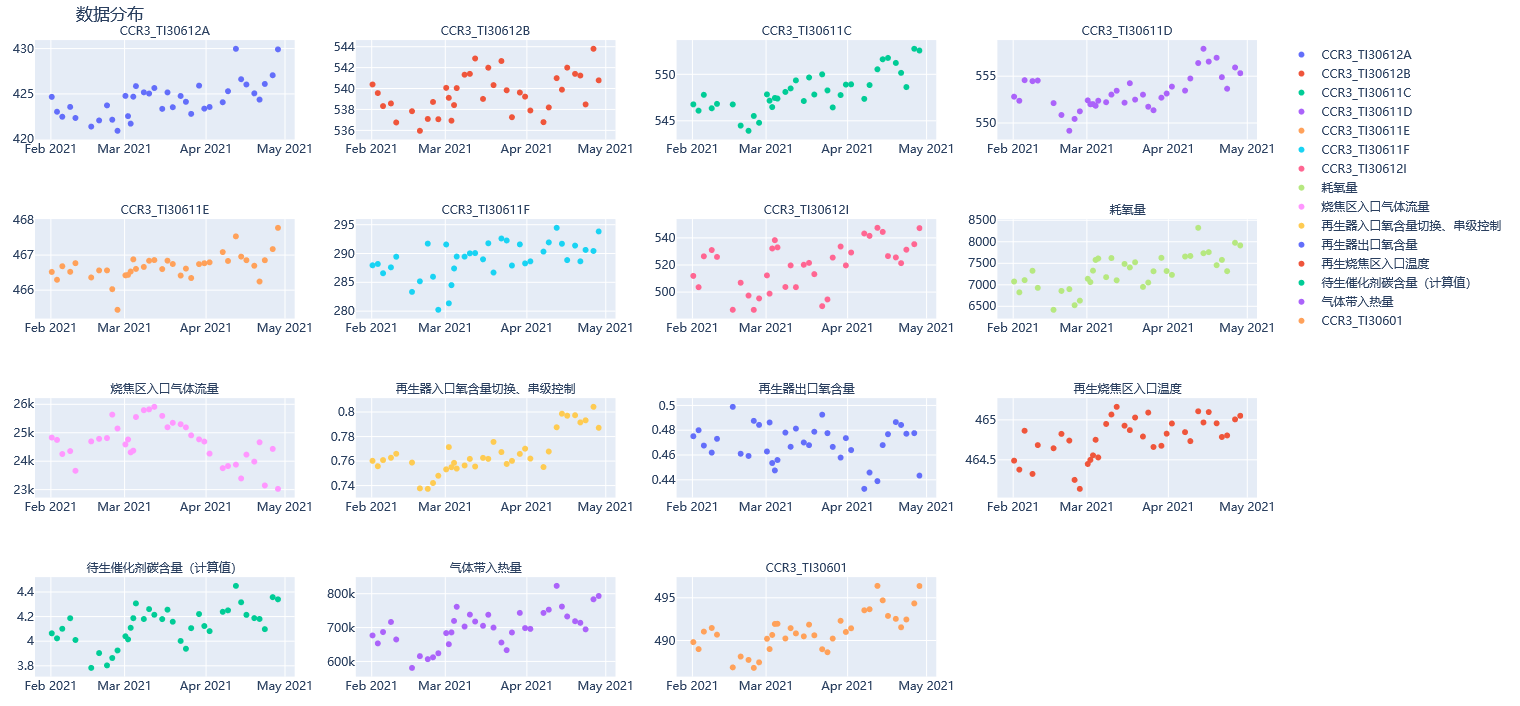 数据分布
CCR3_TI30612A
CCR3_TI30612B
CCR3_TI30611C
CCR3_TI30611D
430
425
420
Feb 2021
Mar 2021
Apr 2021
May 2021
544
542
540
538
536
Feb 2021
Mar 2021
Apr 2021
May 2021
550
545
Feb 2021
Mar 2021
Apr 2021
May 2021
555
550
Feb 2021
Mar 2021
Apr 2021
May 2021
CCR3_TI30612A
CCR3_TI30612B
CCR3_TI30611C
CCR3_TI30611D
CCR3_TI30611E
CCR3_TI30611F
CCR3_TI30612I
耗氧量
烧焦区入口气体流量
再生器入口氧含量切换、串级控制
再生器出口氧含量
再生烧焦区入口温度
待生催化剂碳含量（计算值）
气体带入热量
CCR3_TI30601
CCR3_TI30611E
CCR3_TI30611F
CCR3_TI30612I
耗氧量
468
467
466
Feb 2021
Mar 2021
Apr 2021
May 2021
295
290
285
280
Feb 2021
Mar 2021
Apr 2021
May 2021
540
520
500
Feb 2021
Mar 2021
Apr 2021
May 2021
8500
8000
7500
7000
6500
Feb 2021
Mar 2021
Apr 2021
May 2021
烧焦区入口气体流量
再生器入口氧含量切换、串级控制
再生器出口氧含量
再生烧焦区入口温度
26k
25k
24k
23k
Feb 2021
Mar 2021
Apr 2021
May 2021
0.8
0.78
0.76
0.74
Feb 2021
Mar 2021
Apr 2021
May 2021
0.5
0.48
0.46
0.44
Feb 2021
Mar 2021
Apr 2021
May 2021
465
464.5
Feb 2021
Mar 2021
Apr 2021
May 2021
待生催化剂碳含量（计算值）
气体带入热量
CCR3_TI30601
4.4
4.2
4
3.8
Feb 2021
Mar 2021
Apr 2021
May 2021
800k
700k
600k
Feb 2021
Mar 2021
Apr 2021
May 2021
495
490
Feb 2021
Mar 2021
Apr 2021
May 2021